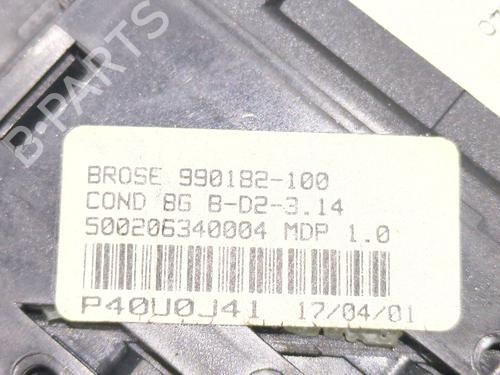 BROSE 990182-100
COND 8G B-D2-3.14
500206340004 MDP 1.0
P40U0J41 17/04/01
B-PARTS